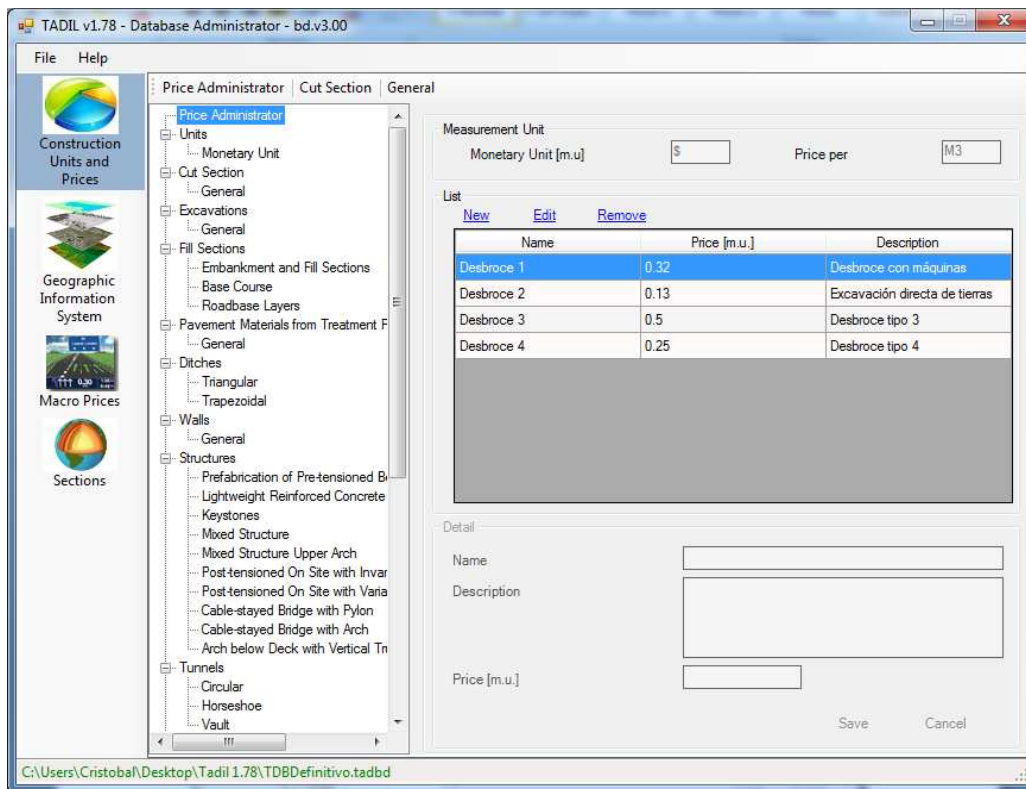 TADIL v1.78 - Database Administrator - bd.v3.00
File Help
Construction
Units and
Prices
Geographic
Information
System
Macro Prices
Sections
Price Administrator Cut Section General
Price Administrator
Units
Monetary Unit
Cut Section
General
Excavations
General
Fill Sections
Embankment and Fill Sections
Base Course
Roadbase Layers
Pavement Materials from Treatment F
General
Ditches
Triangular
Trapezoidal
Walls
General
Structures
Prefabrication of Pre-tensioned B
Lightweight Reinforced Concrete
Keystones
Mixed Structure
Mixed Structure Upper Arch
Post-tensioned On Site with Invar
Post-tensioned On Site with Varia
Cable-stayed Bridge with Pylon
Cable-stayed Bridge with Arch
Arch below Deck with Vertical Tr
Tunnels
Circular
Horseshoe
Vault
Measurement Unit
Monetary Unit [m.u] $ Price per M3
List
New Edit Remove
Name Price [m.u.] Description
Desbroce 1 0.32 Desbroce con máquinas
Desbroce 2 0.13 Excavación directa de tierras
Desbroce 3 0.5 Desbroce tipo 3
Desbroce 4 0.25 Desbroce tipo 4
Detail
Name
Description
Price [m.u.]
Save Cancel
C:\Users\Cristobal\Desktop\Tadil 1.78\TDBDefinitivo.tadbd